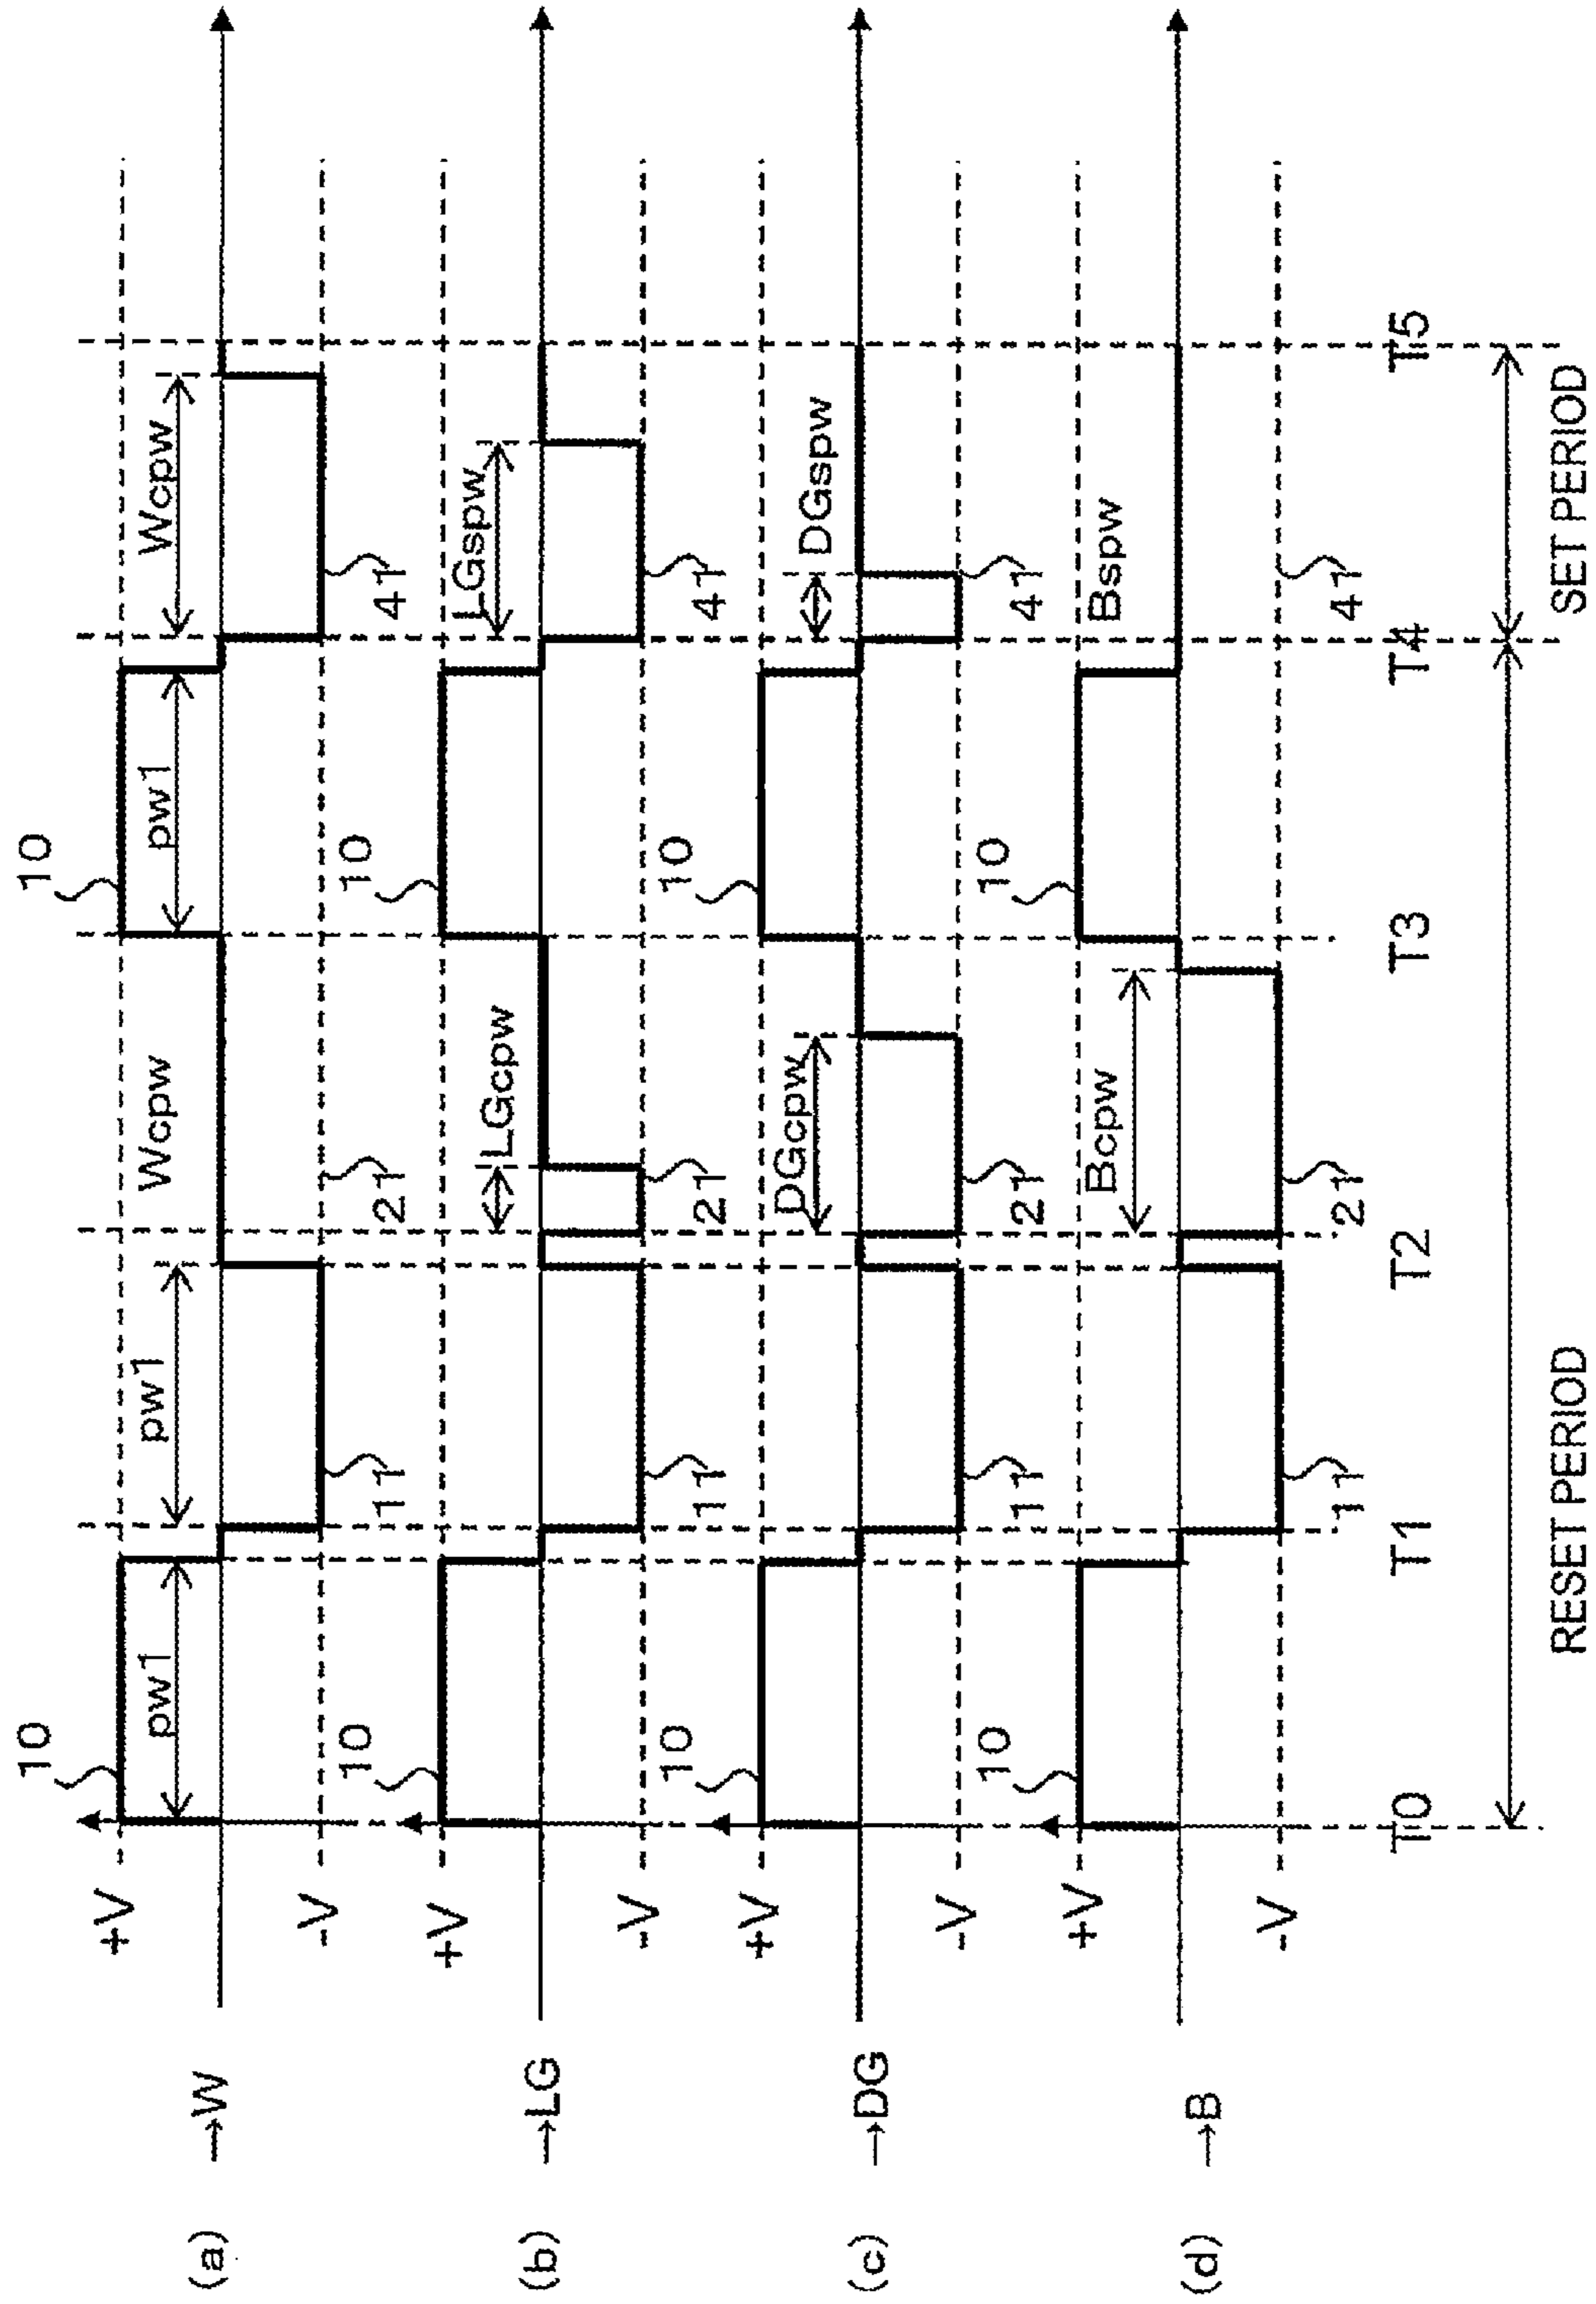 (a) →W
+V
-V
10
pw1
pw1
11
Wcpw
21
10
pw1
Wcpw
41
(b) →LG
+V
-V
10
11
LGcpw
21
10
LGspw
41
(c) →DG
+V
-V
10
11
DGcpw
21
10
DGspw
41
(d) →B
+V
-V
10
11
Bcpw
21
10
Bspw
41
T0 T1 T2 T3 T4 T5
RESET PERIOD SET PERIOD